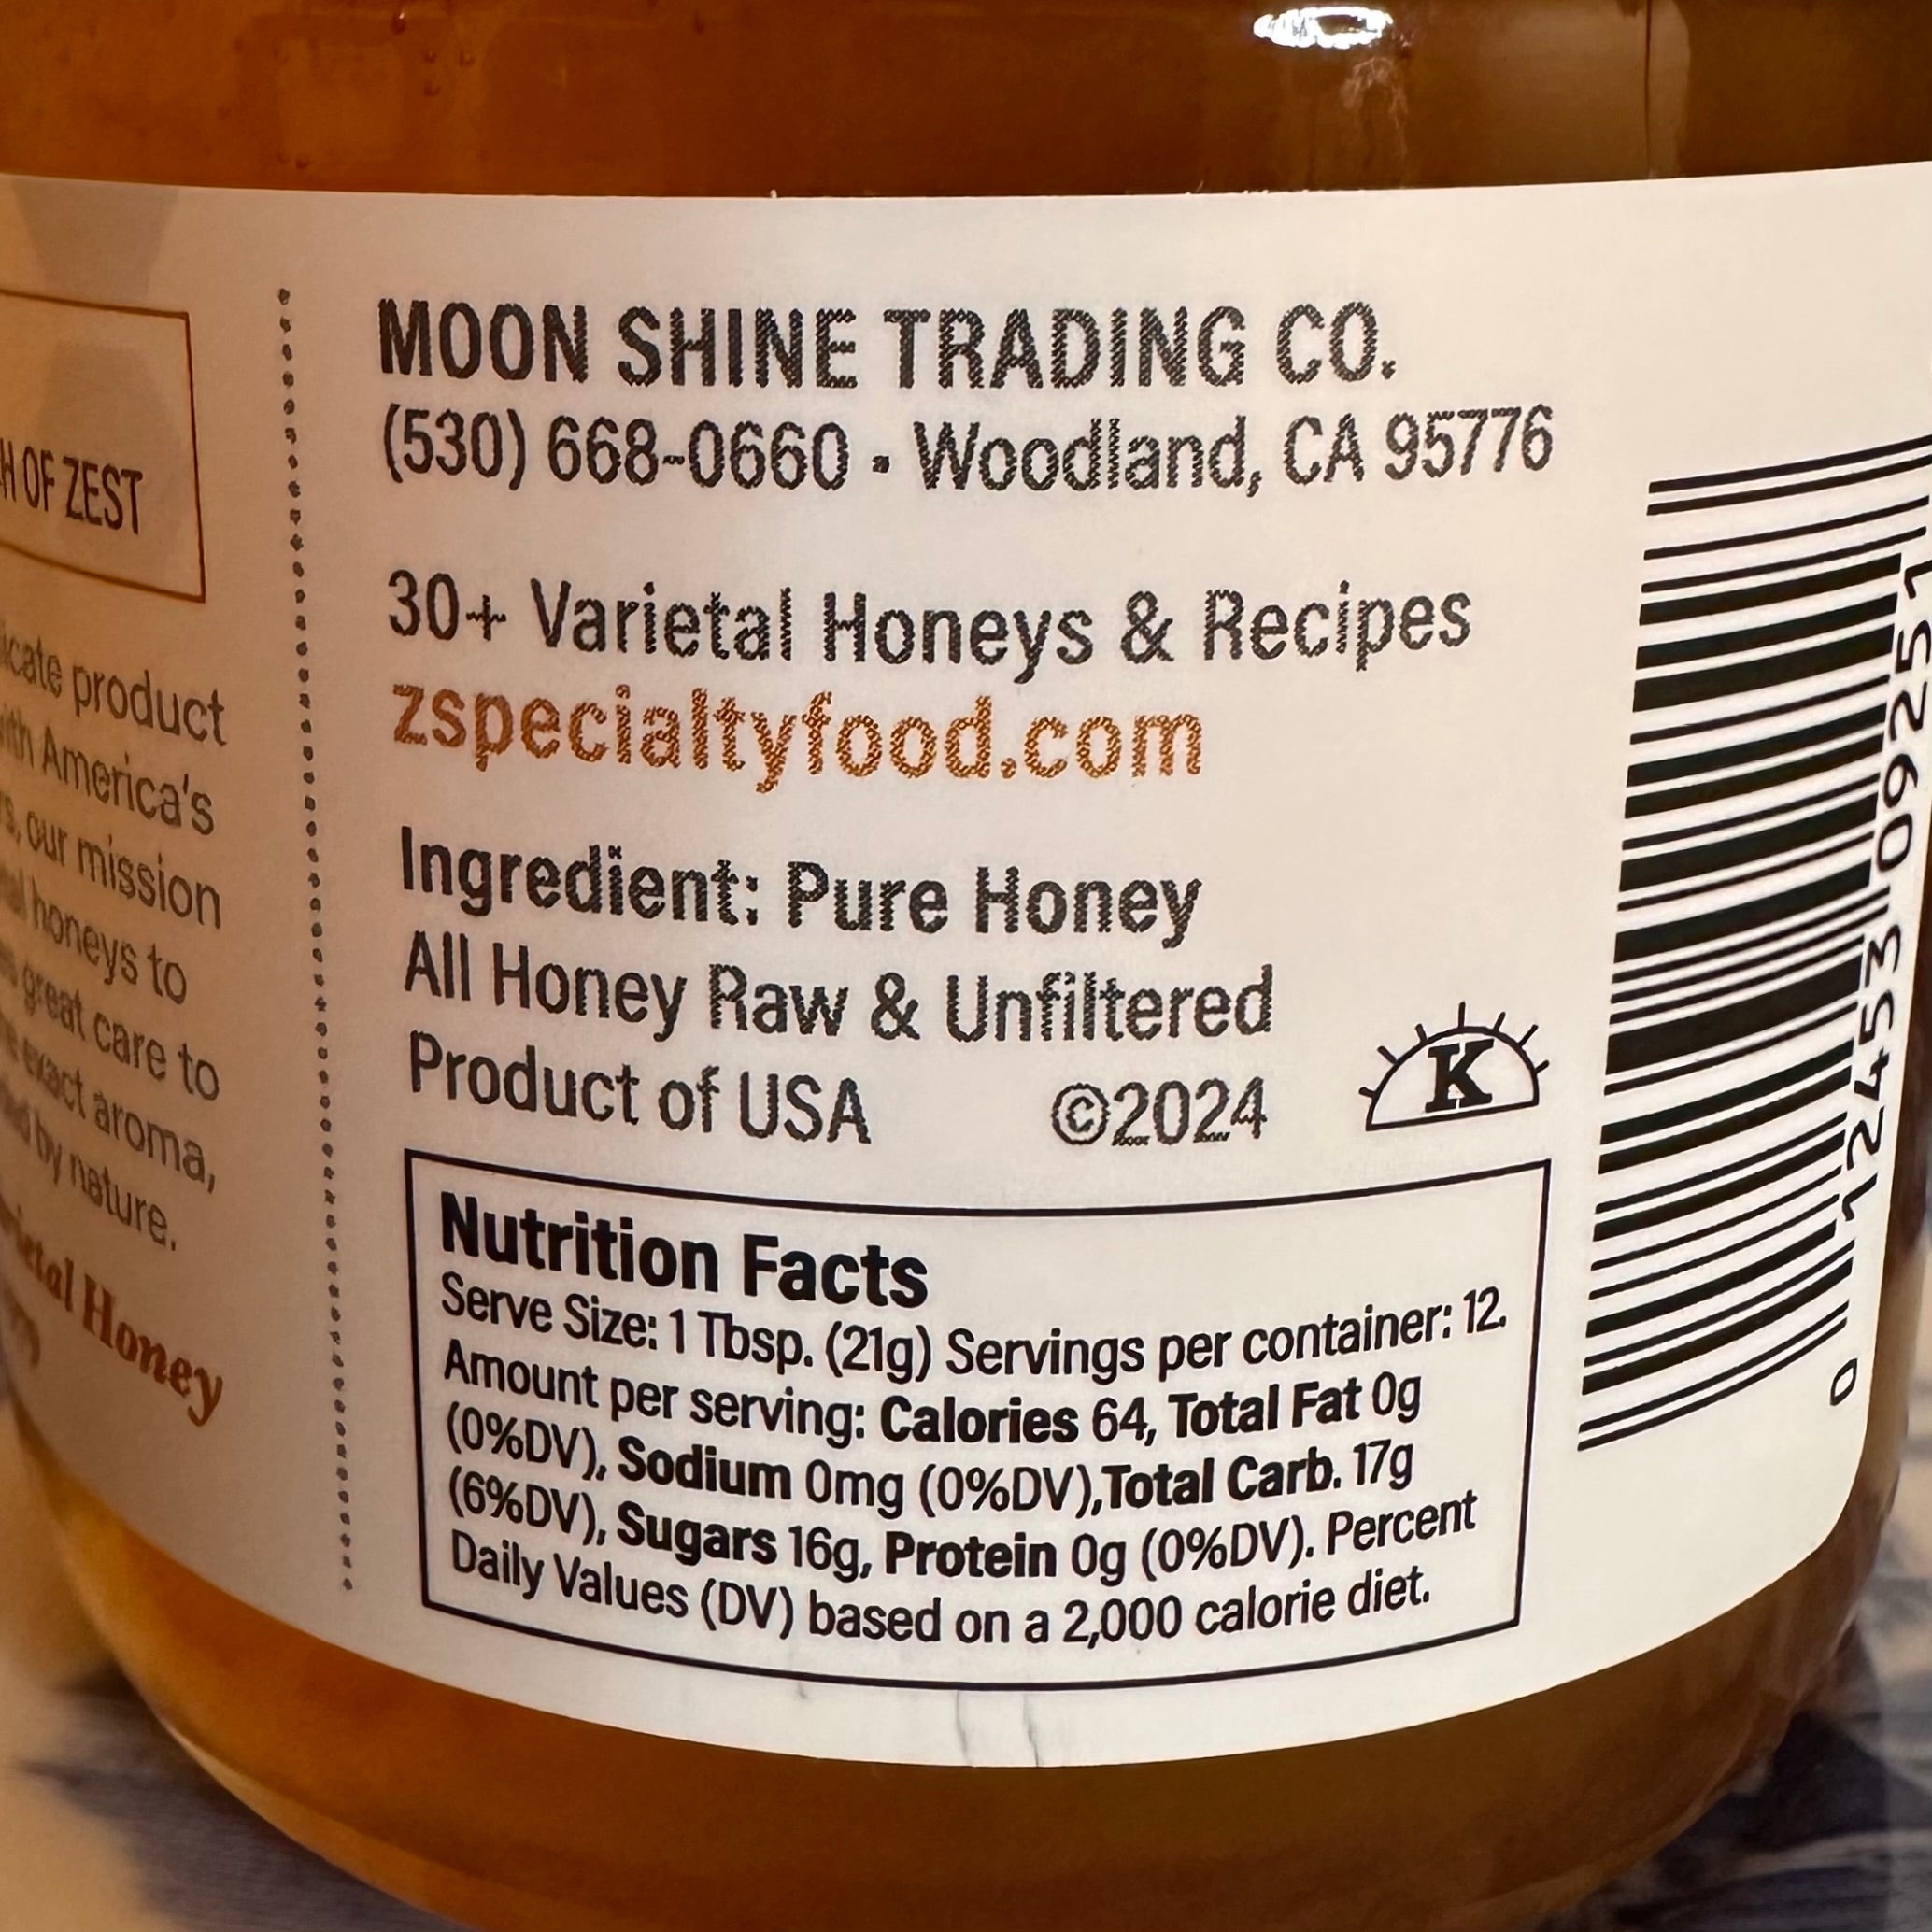 H OF ZEST
product
with America's
our mission
honeys to
great care to
exact aroma,
by nature.
Honey
MOON SHINE TRADING CO.
(530) 668-0660 • Woodland, CA 95776
30+ Varietal Honeys & Recipes
zspecialtyfood.com
Ingredient: Pure Honey
All Honey Raw & Unfiltered
Product of USA ©2024
K
Nutrition Facts
Serve Size: 1 Tbsp. (21g) Servings per container: 12.
Amount per serving: Calories 64, Total Fat 0g
(0%DV), Sodium 0mg (0%DV),Total Carb. 17g
(6%DV), Sugars 16g, Protein 0g (0%DV). Percent
Daily Values (DV) based on a 2,000 calorie diet.
0 12453 09251